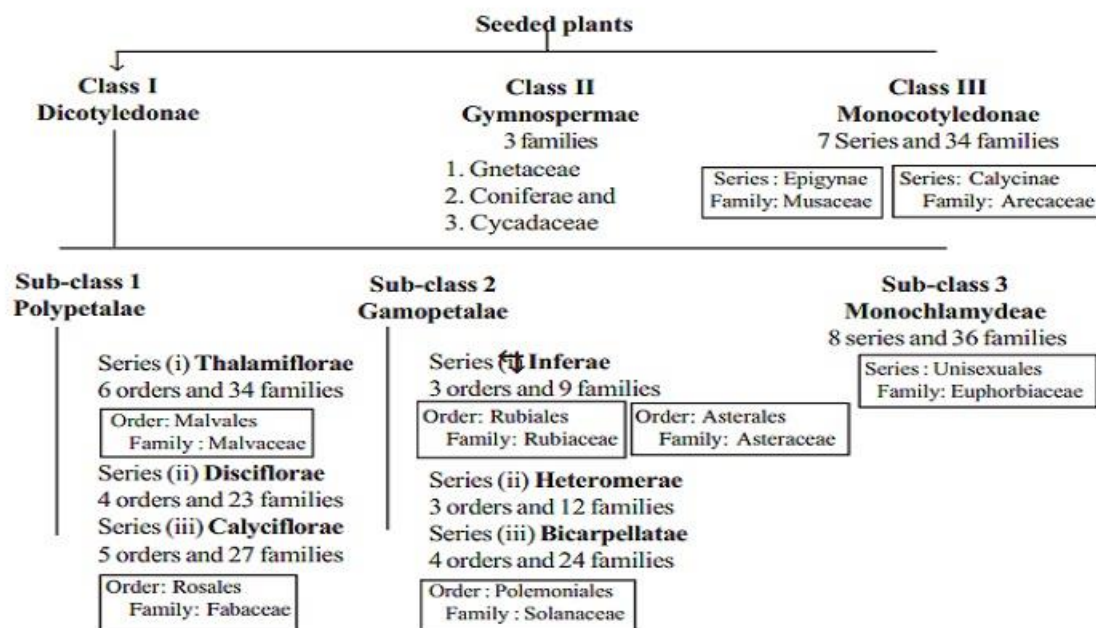 Seeded plants
Class I
Dicotyledonae
Class II
Gymnospermae
3 families
1. Gnetaceae
2. Coniferae and
3. Cycadaceae
Class III
Monocotyledonae
7 Series and 34 families
Series : Epigynae
Family: Musaceae
Series: Calycinae
Family: Arecaceae
Sub-class 1
Polypetalae
Series (i) Thalamiflorae
6 orders and 34 families
Order: Malvales
Family : Malvaceae
Series (ii) Disciflorae
4 orders and 23 families
Series (iii) Calyciflorae
5 orders and 27 families
Order: Rosales
Family: Fabaceae
Sub-class 2
Gamopetalae
Series (i) Inferae
3 orders and 9 families
Order: Rubiales
Family: Rubiaceae
Order: Asterales
Family: Asteraceae
Series (ii) Heteromerae
3 orders and 12 families
Series (iii) Bicarpellatae
4 orders and 24 families
Order : Polemoniales
Family : Solanaceae
Sub-class 3
Monochlamydeae
8 series and 36 families
Series : Unisexuales
Family: Euphorbiaceae